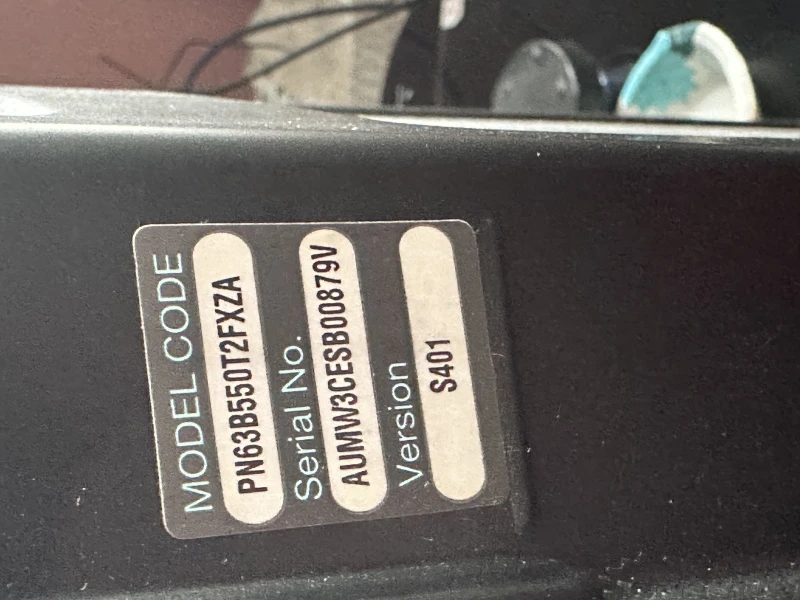 MODEL CODE
PN63B550T2FXZA
Serial No.
AUMW3CESB00879V
Version
S401